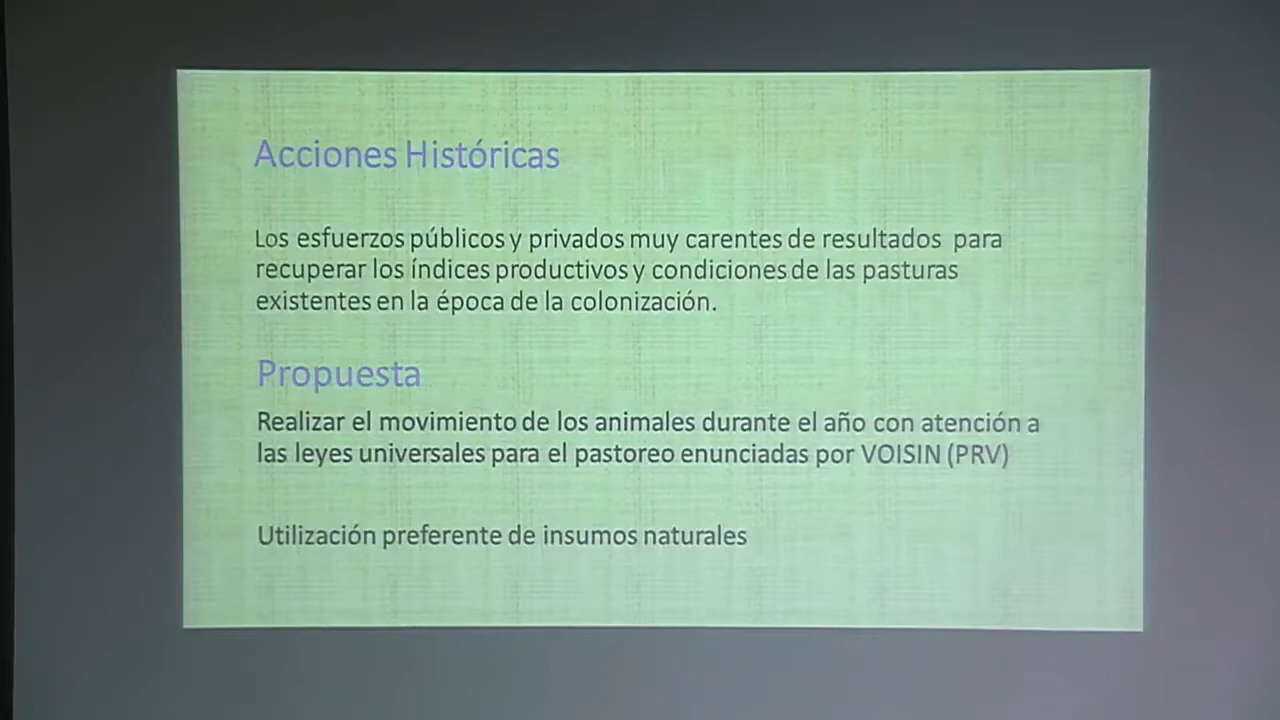 Acciones Históricas
Los esfuerzos públicos y privados muy carentes de resultados para
recuperar los índices productivos y condiciones de las pasturas
existentes en la época de la colonización.
Propuesta
Realizar el movimiento de los animales durante el año con atención a
las leyes universales para el pastoreo enunciadas por VOISIN (PRV)
Utilización preferente de insumos naturales